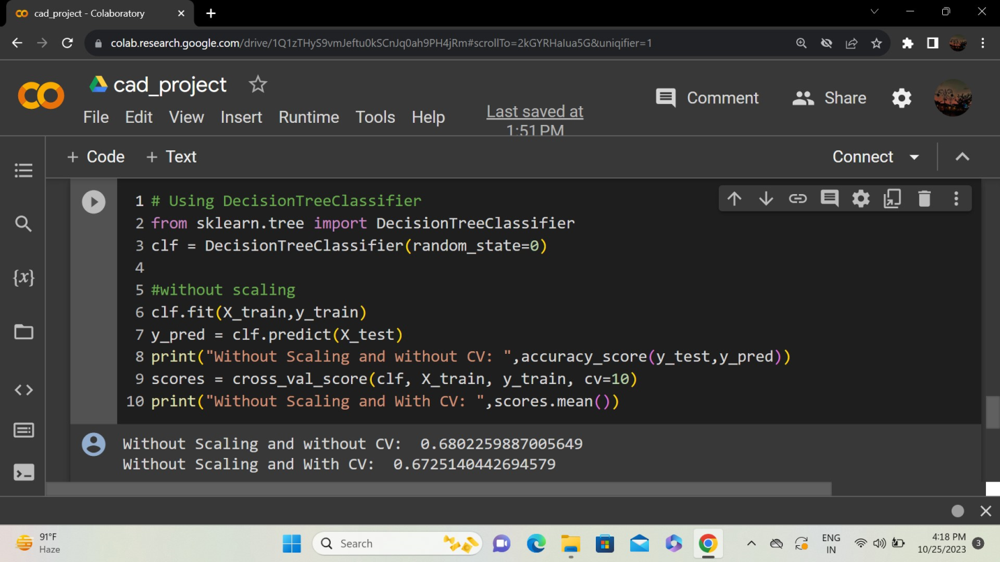 cad_project - Colaboratory
colab.research.google.com/drive/1Q1zTHyS9vmJeftu0kSCnJq0ah9PH4jRm#scrollTo=2kGYRHalua5G&uniqifier=1
cad_project
Comment
Share
File Edit View Insert Runtime Tools Help
Last saved at
1:51 PM
+ Code + Text
Connect
1 # Using DecisionTreeClassifier
2 from sklearn.tree import DecisionTreeClassifier
3 clf = DecisionTreeClassifier(random_state=0)
4
5 #without scaling
6 clf.fit(X_train,y_train)
7 y_pred = clf.predict(X_test)
8 print("Without Scaling and without CV: ",accuracy_score(y_test,y_pred))
9 scores = cross_val_score(clf, X_train, y_train, cv=10)
10 print("Without Scaling and With CV: ",scores.mean())
{x}
Without Scaling and without CV:  0.6802259887005649
Without Scaling and With CV:  0.6725140442694579
91°F
Haze
Search
ENG
IN
4:18 PM
10/25/2023
3